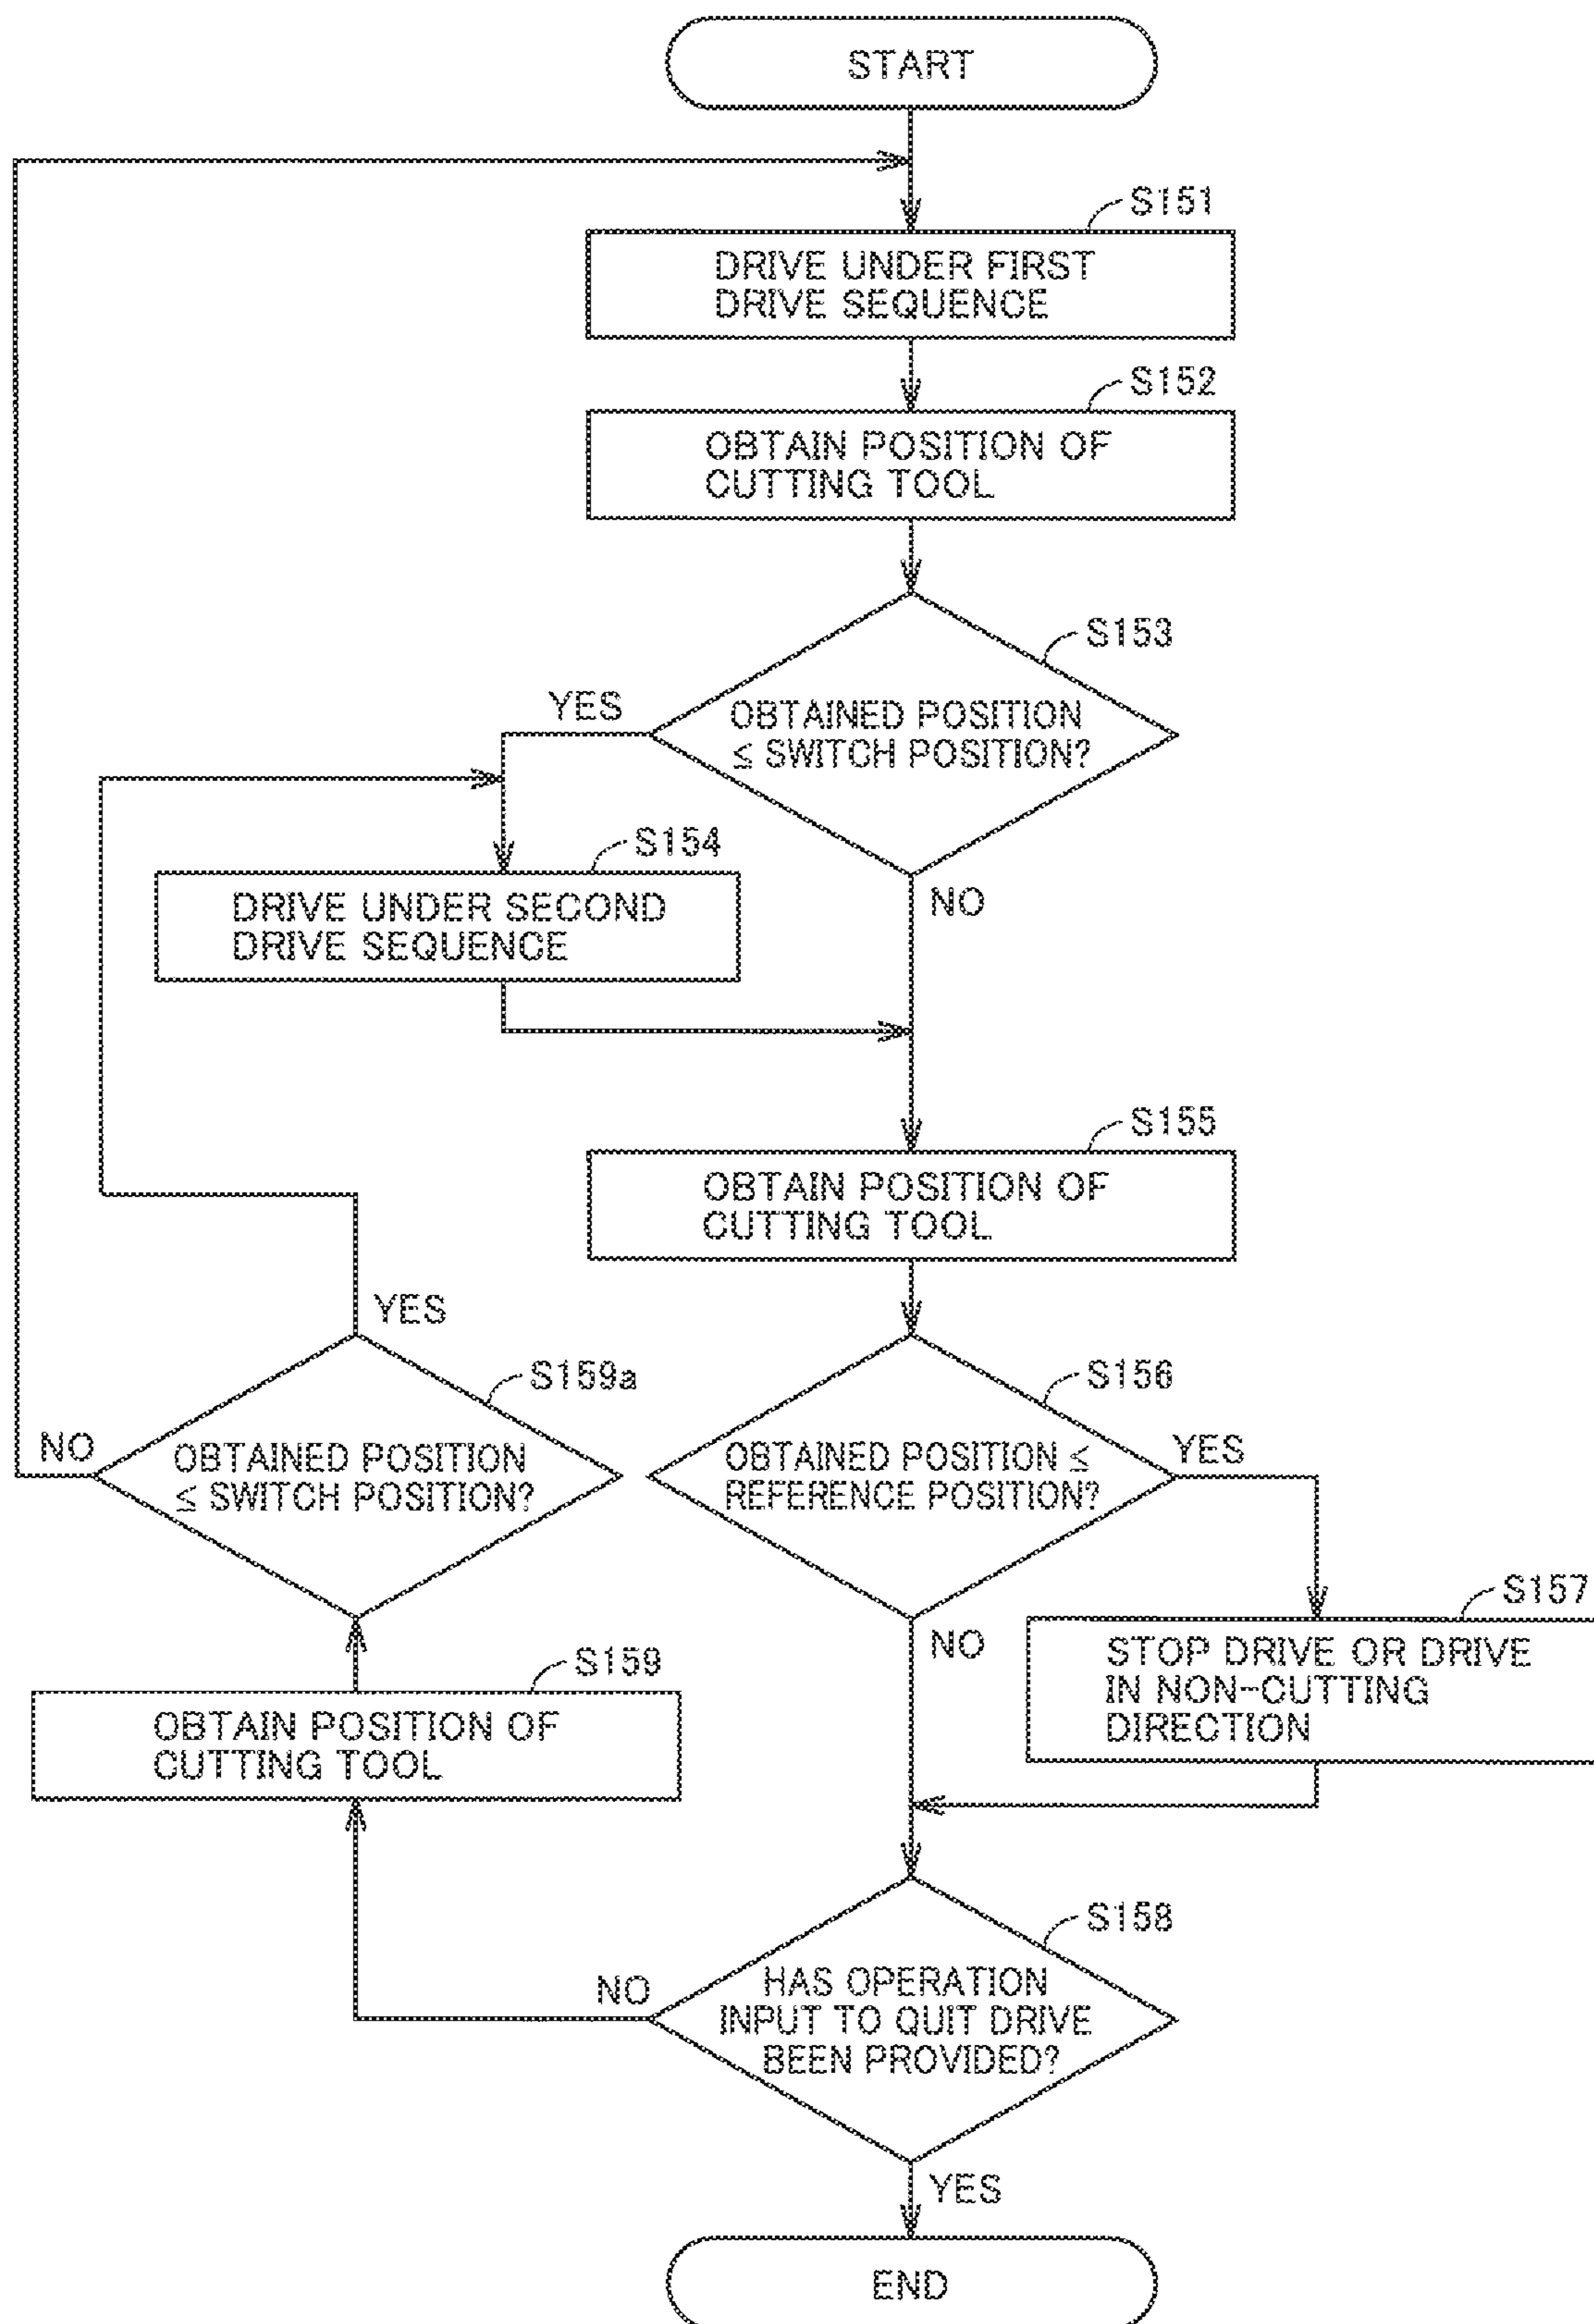 START
S151
DRIVE UNDER FIRST
DRIVE SEQUENCE
S152
OBTAIN POSITION OF
CUTTING TOOL
S153
YES
OBTAINED POSITION
≤ SWITCH POSITION?
S154
NO
DRIVE UNDER SECOND
DRIVE SEQUENCE
S155
OBTAIN POSITION OF
CUTTING TOOL
YES
S159a
S156
NO
OBTAINED POSITION
≤ SWITCH POSITION?
OBTAINED POSITION ≤
REFERENCE POSITION?
YES
S157
NO
STOP DRIVE OR DRIVE
IN NON-CUTTING
DIRECTION
S159
OBTAIN POSITION OF
CUTTING TOOL
S158
NO
HAS OPERATION
INPUT TO QUIT DRIVE
BEEN PROVIDED?
YES
END